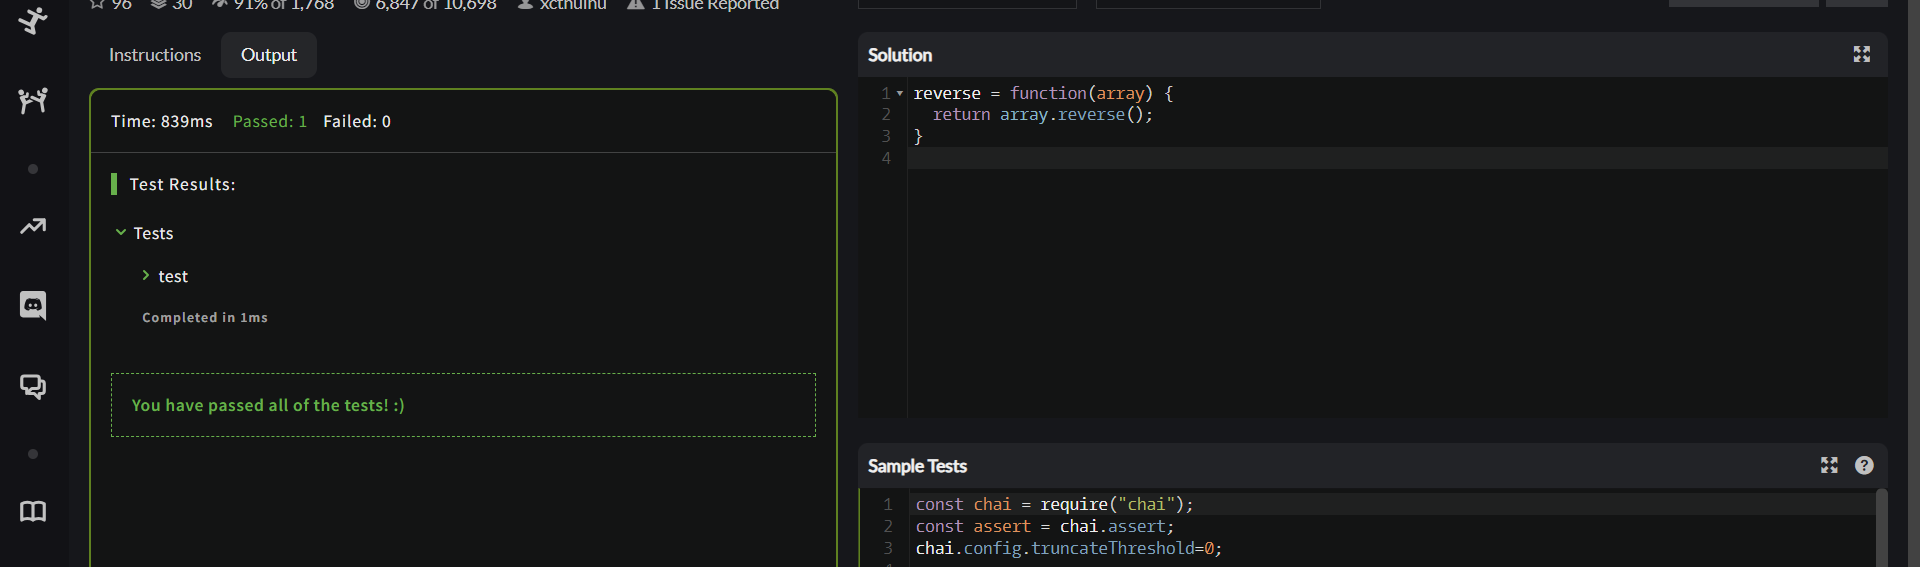 96 30 91% of 1,768 6,847 of 10,698 xcthulhu 1 Issue Reported
Instructions
Output
Time: 839ms Passed: 1 Failed: 0
Test Results:
Tests
test
Completed in 1ms
You have passed all of the tests! :)
Solution
1 reverse = function(array) {
2 return array.reverse();
3 }
4
Sample Tests
1 const chai = require("chai");
2 const assert = chai.assert;
3 chai.config.truncateThreshold=0;